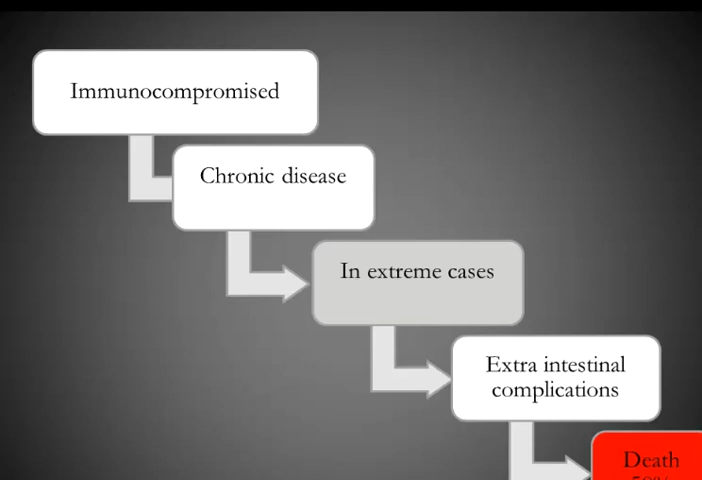 Immunocompromised
Chronic disease
In extreme cases
Extra intestinal
complications
Death